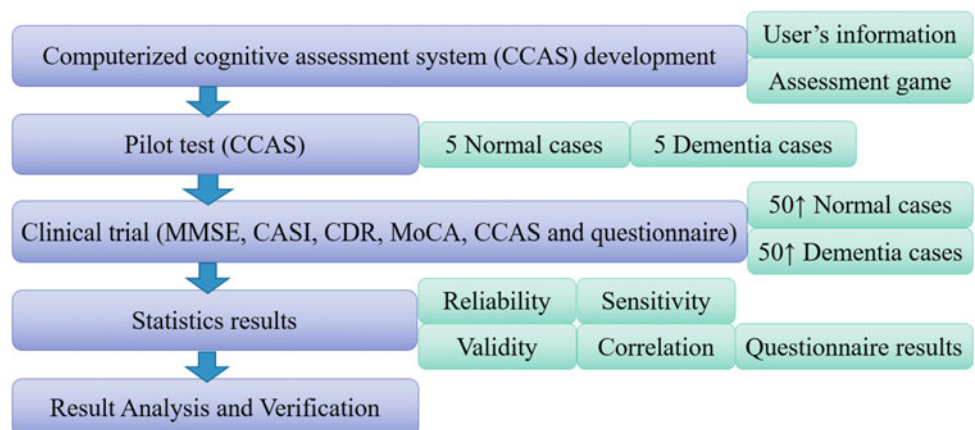 Computerized cognitive assessment system (CCAS) development
User's information
Assessment game
Pilot test (CCAS)
5 Normal cases
5 Dementia cases
Clinical trial (MMSE, CASI, CDR, MoCA, CCAS and questionnaire)
50↑ Normal cases
50↑ Dementia cases
Statistics results
Reliability
Sensitivity
Validity
Correlation
Questionnaire results
Result Analysis and Verification